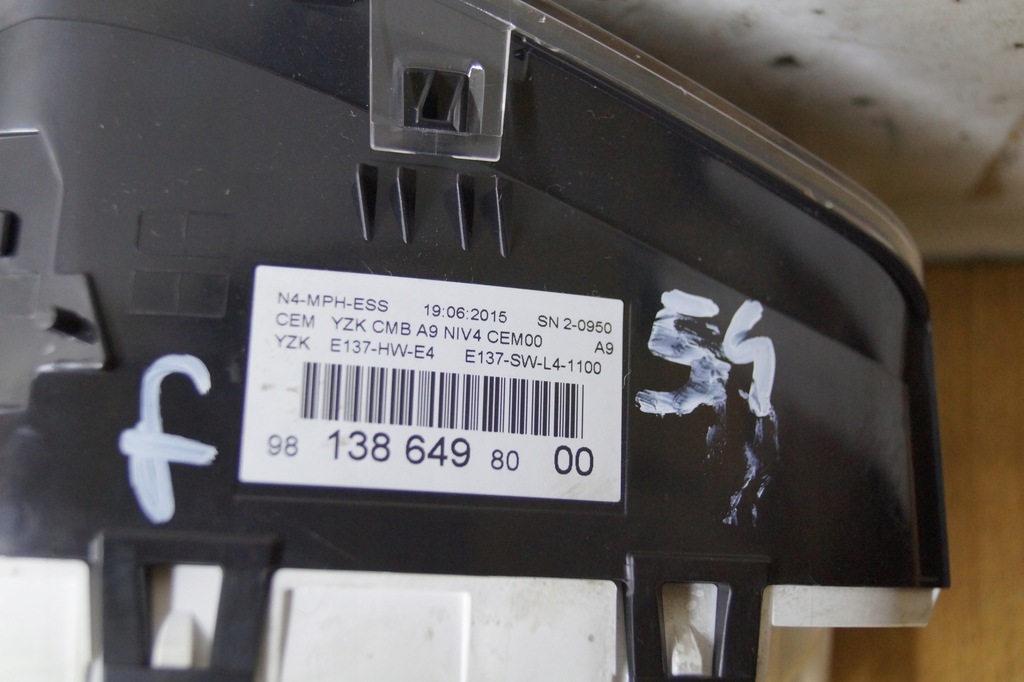 N4-MPH-ESS 19:06:2015 SN 2-0950
CEM YZK CMB A9 NIV4 CEM00 A9
YZK E137-HW-E4 E137-SW-L4-1100
98 138 649 80 00
f